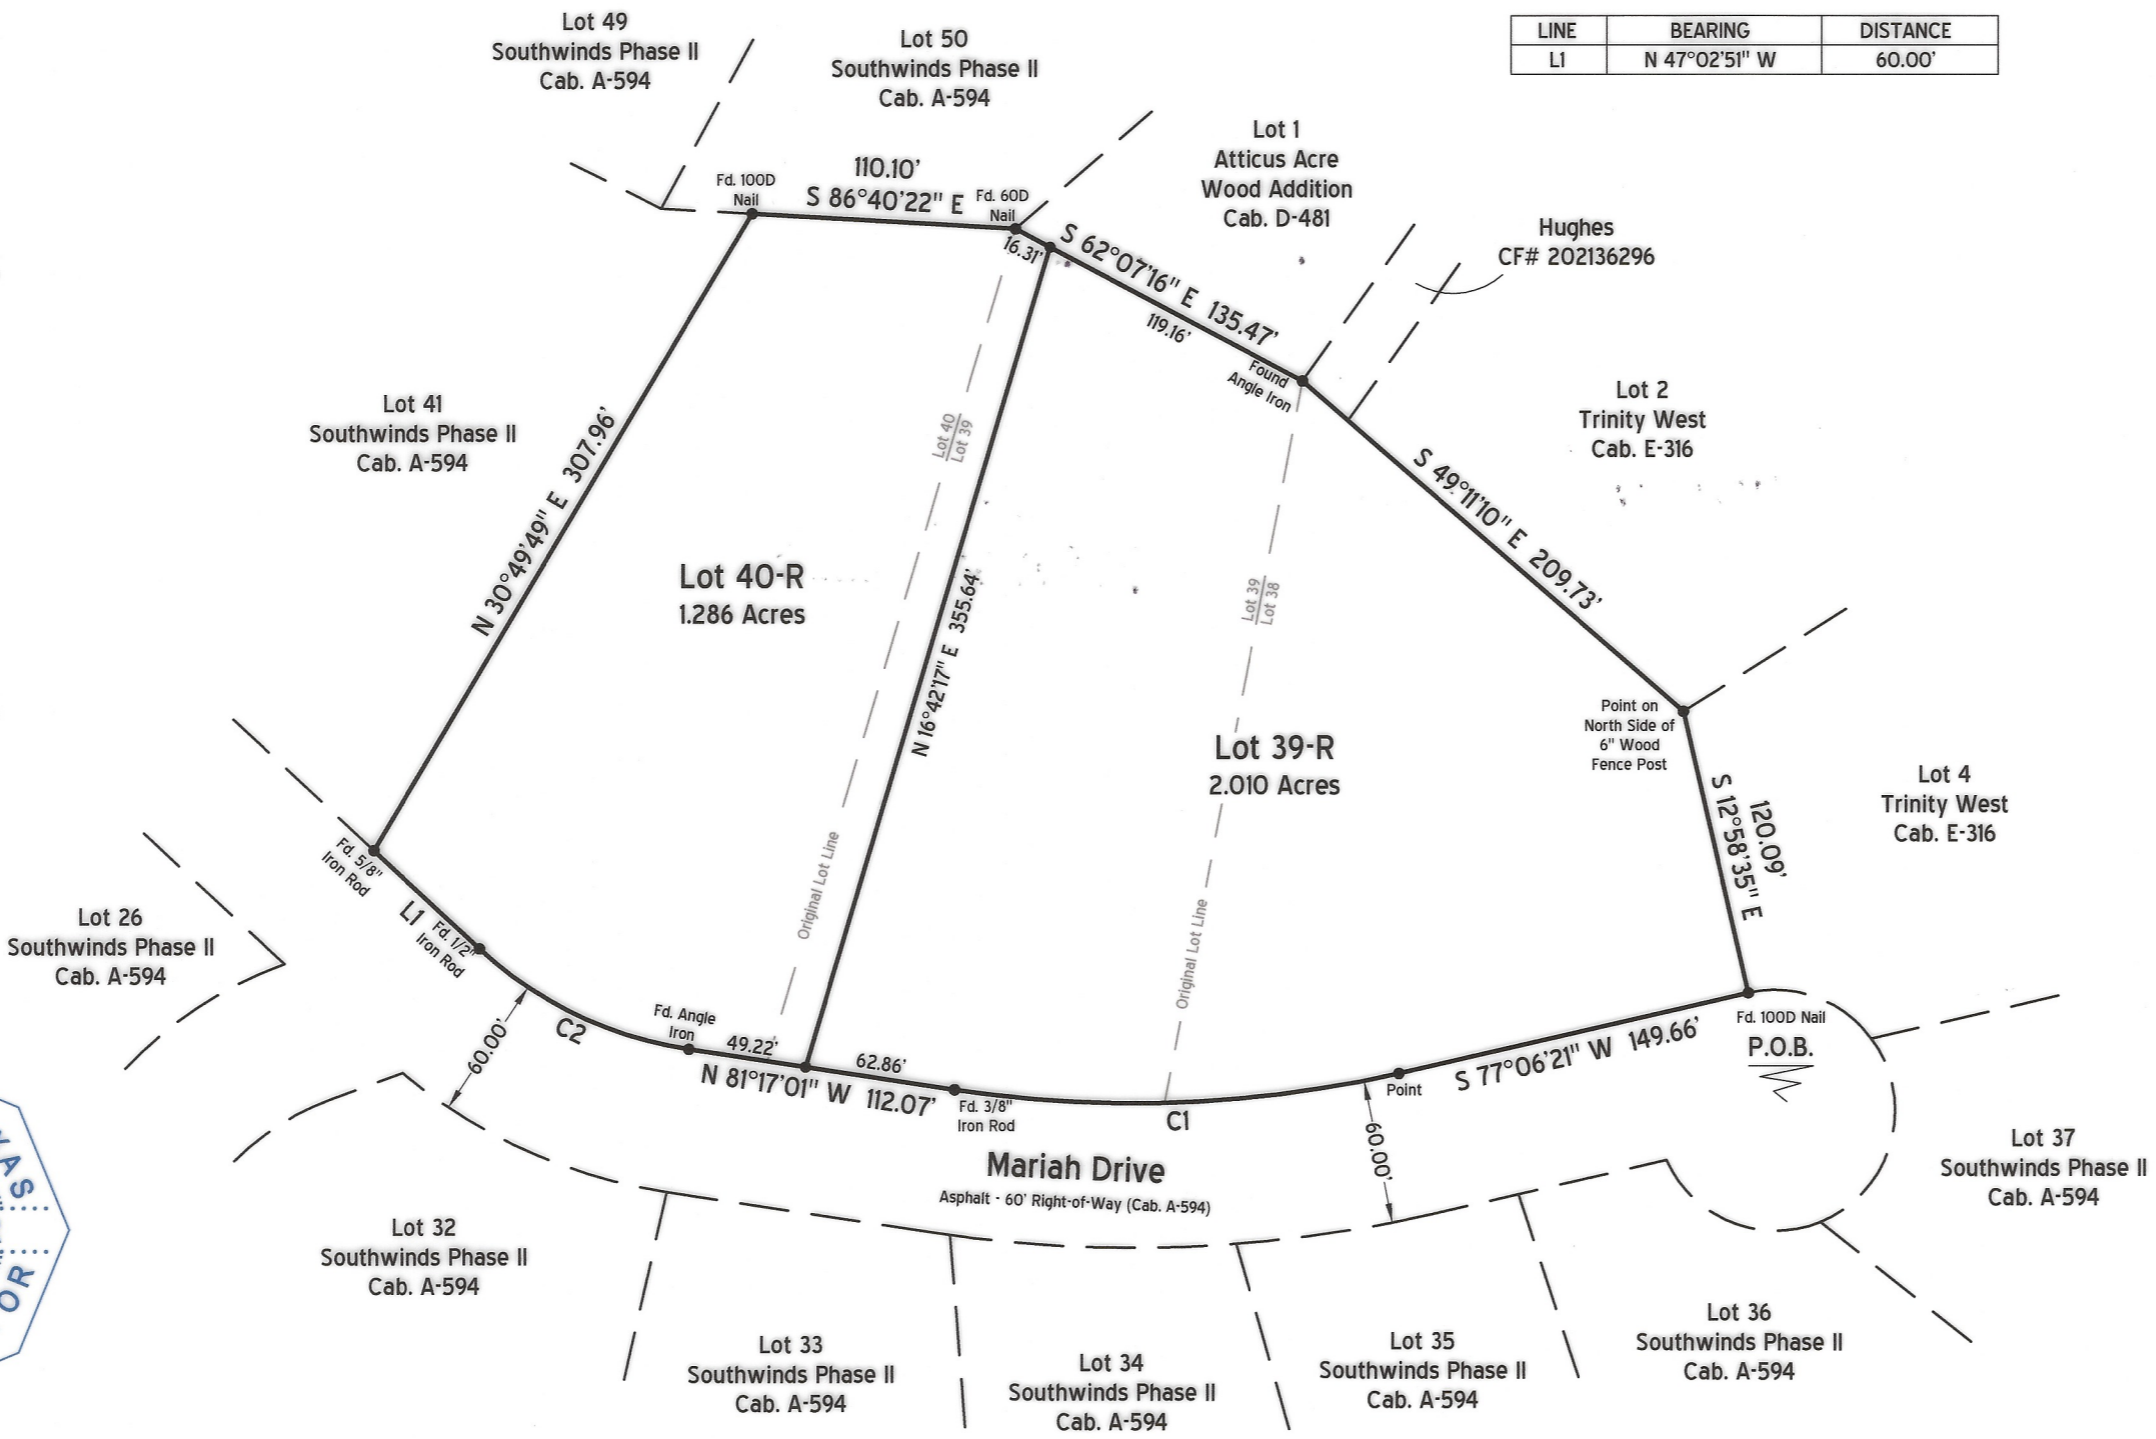 LINE BEARING DISTANCE
L1 N 47°02'51" W 60.00'
Lot 49
Southwinds Phase II
Cab. A-594
Lot 50
Southwinds Phase II
Cab. A-594
Lot 1
Atticus Acre
Wood Addition
Cab. D-481
Hughes
CF# 202136296
110.10'
S 86°40'22" E
Fd. 100D
Nail
Fd. 60D
Nail
16.31'
S 62°07'16" E 135.47'
119.16'
Found
Angle Iron
Lot 2
Trinity West
Cab. E-316
Lot 41
Southwinds Phase II
Cab. A-594
N 30°49'49" E 307.96'
Lot 40
Lot 39
S 49°11'10" E 209.73'
Lot 40-R
1.286 Acres
N 16°42'17" E 355.64'
Lot 39
Lot 38
Lot 39-R
2.010 Acres
Point on
North Side of
6" Wood
Fence Post
120.09'
S 12°58'35" E
Lot 4
Trinity West
Cab. E-316
Original Lot Line
Original Lot Line
Fd. 5/8"
Iron Rod
L1
Fd. 1/2"
Iron Rod
Lot 26
Southwinds Phase II
Cab. A-594
60.00'
C2
Fd. Angle
Iron
49.22'
62.86'
N 81°17'01" W 112.07'
Fd. 3/8"
Iron Rod
C1
Point
S 77°06'21" W 149.66'
Fd. 100D Nail
P.O.B.
60.00'
Mariah Drive
Asphalt - 60' Right-of-Way (Cab. A-594)
Lot 37
Southwinds Phase II
Cab. A-594
Lot 32
Southwinds Phase II
Cab. A-594
Lot 33
Southwinds Phase II
Cab. A-594
Lot 34
Southwinds Phase II
Cab. A-594
Lot 35
Southwinds Phase II
Cab. A-594
Lot 36
Southwinds Phase II
Cab. A-594
AS
OR